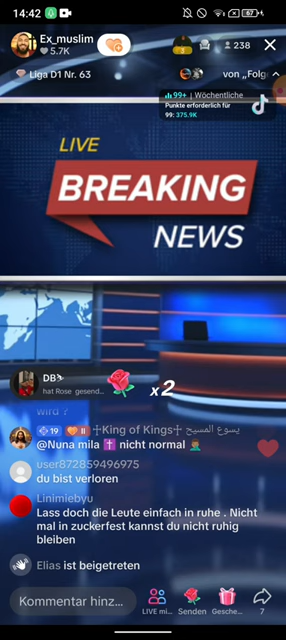 14:42
67
Ex_muslim
5.7K
238
Liga D1 Nr. 63
von „Folg
99+ | Wöchentliche
Punkte erforderlich für
99: 375.9K
LIVE
BREAKING
NEWS
DB
hat Rose gesend...
x2
wird ?
19 II ☥King of Kings☥ يسوع المسيح
@Nuna mila ✝️ nicht normal 🤦🏽‍♂️
user872859496975
du bist verloren
Linimiebyu
Lass doch die Leute einfach in ruhe . Nicht
mal in zuckerfest kannst du nicht ruhig
bleiben
Elias ist beigetreten
Kommentar hinz...
LIVE mi...
Senden
Gesche...
7